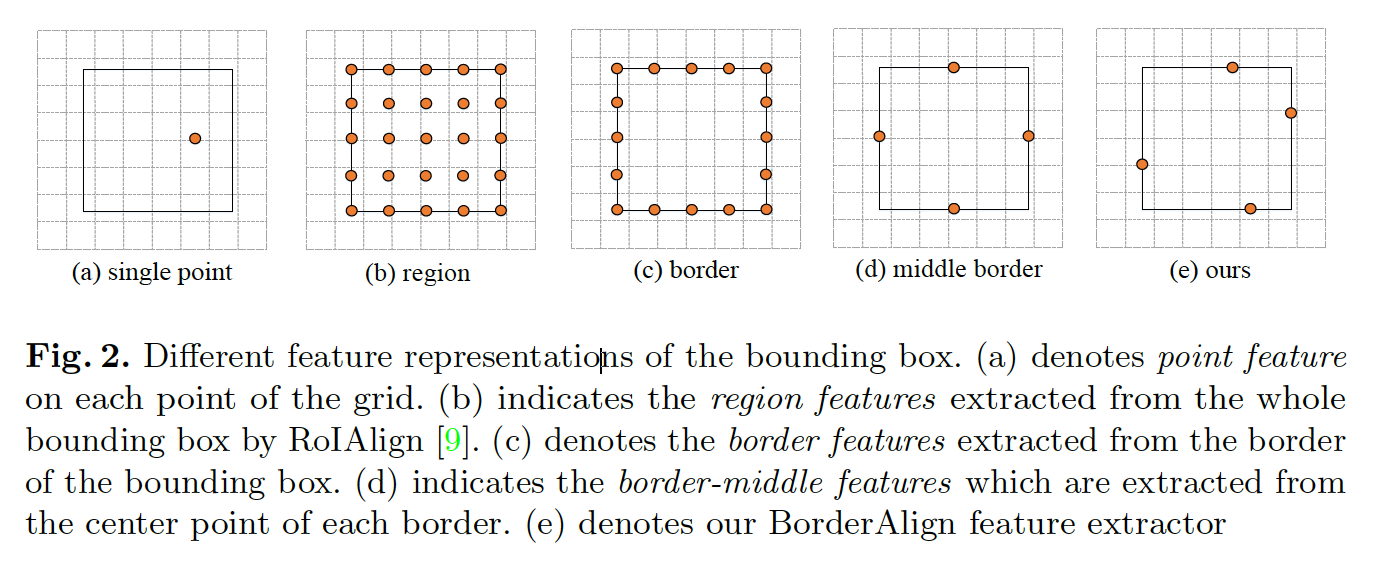 (a) single point (b) region (c) border (d) middle border (e) ours
Fig. 2. Different feature representations of the bounding box. (a) denotes point feature
on each point of the grid. (b) indicates the region features extracted from the whole
bounding box by RoIAlign [9]. (c) denotes the border features extracted from the border
of the bounding box. (d) indicates the border-middle features which are extracted from
the center point of each border. (e) denotes our BorderAlign feature extractor